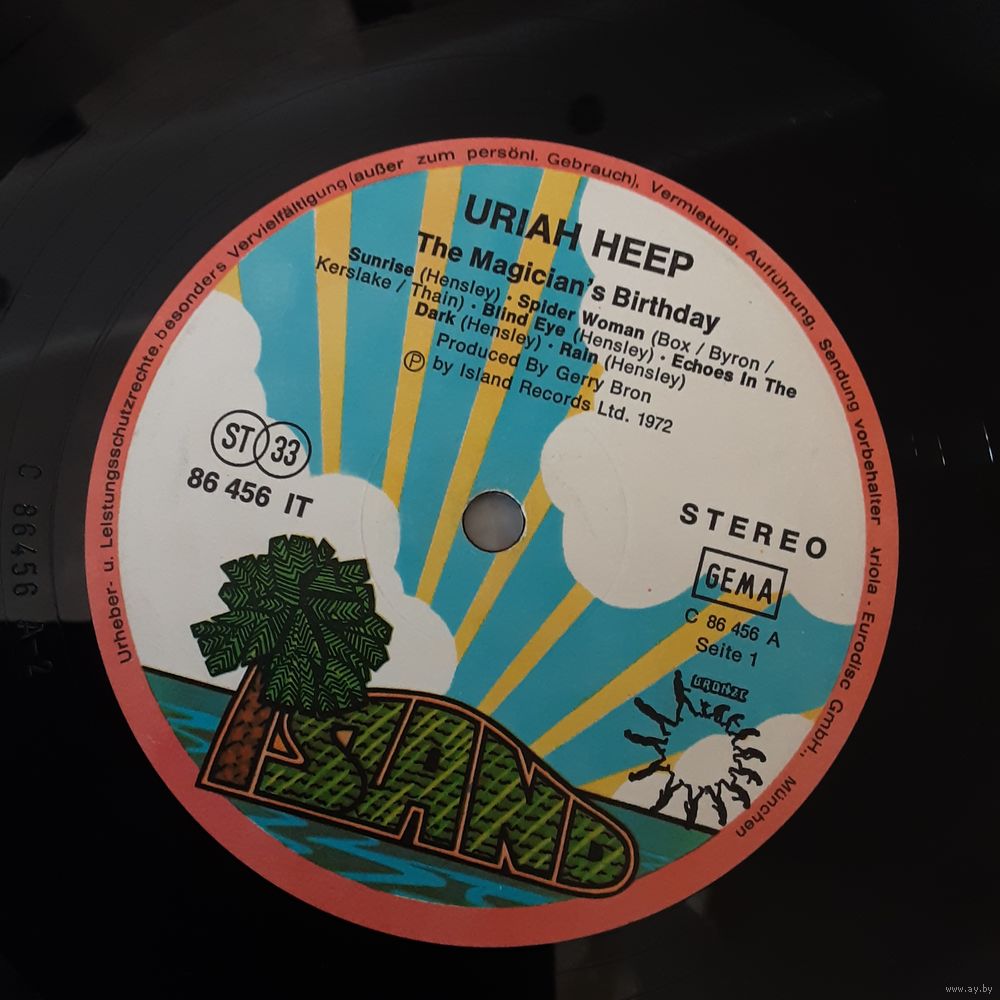 URIAH HEEP
The Magician's Birthday
Sunrise (Hensley) · Spider Woman (Box / Byron /
Kerslake / Thain) · Blind Eye (Hensley) · Echoes In The
Dark (Hensley) · Rain (Hensley)
Produced By Gerry Bron
Ⓟ by Island Records Ltd. 1972
ST 33
86 456 IT
STEREO
GEMA
C 86 456 A
Seite 1
BRONZE
ISLAND
Urheber- u. Leistungsschutzrechte, besonders Vervielfältigung (außer zum persönl. Gebrauch), Vermietung, Aufführung, Sendung vorbehalten Ariola - Eurodisc GmbH., München
C 86456 A-2
www.ay.by